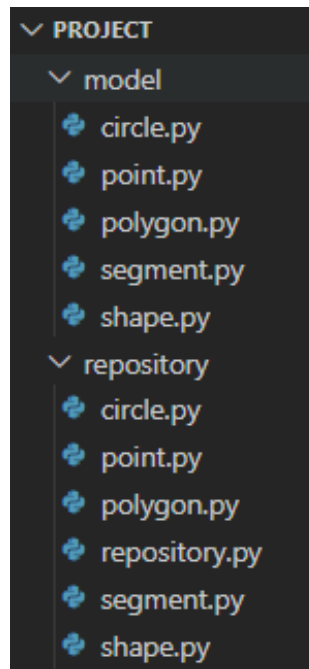 PROJECT
model
circle.py
point.py
polygon.py
segment.py
shape.py
repository
circle.py
point.py
polygon.py
repository.py
segment.py
shape.py